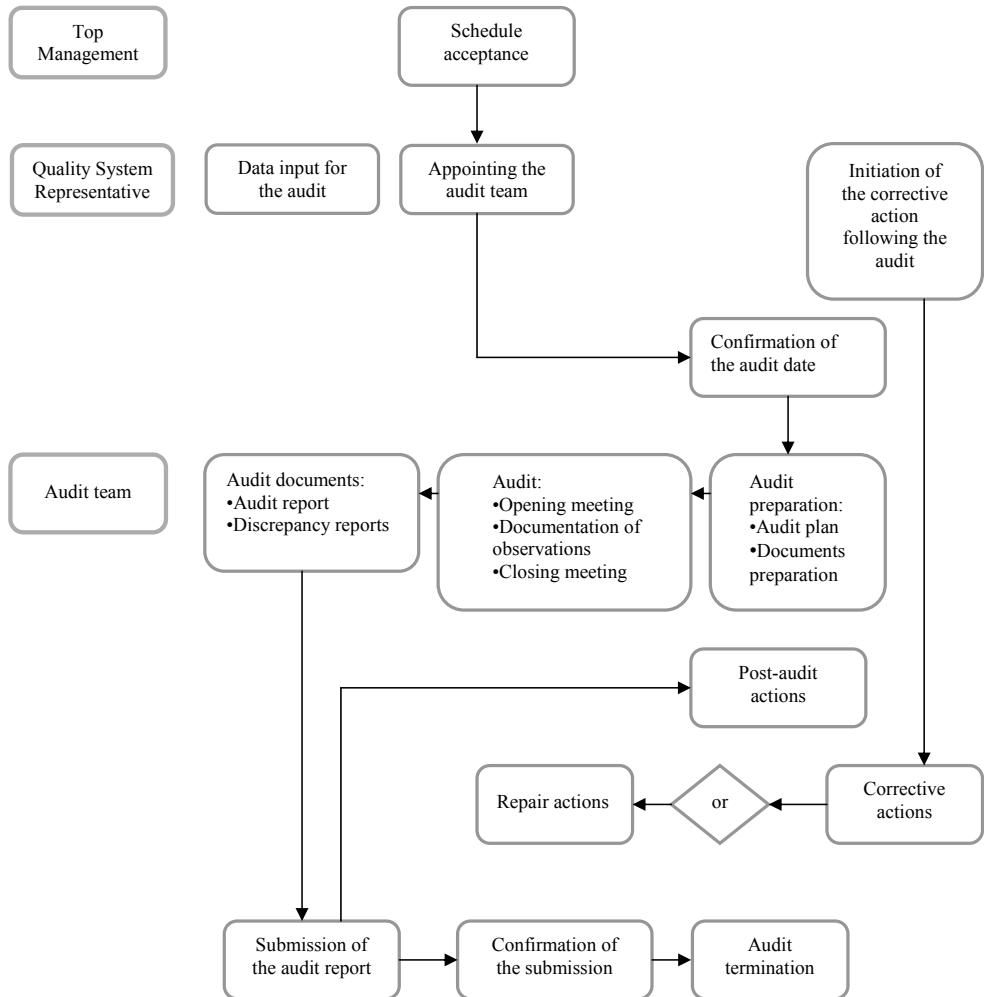 Top
Management
Schedule
acceptance
Quality System
Representative
Data input for
the audit
Appointing the
audit team
Initiation of
the corrective
action
following the
audit
Confirmation of
the audit date
Audit team
Audit documents:
•Audit report
•Discrepancy reports
Audit:
•Opening meeting
•Documentation of
observations
•Closing meeting
Audit
preparation:
•Audit plan
•Documents
preparation
Post-audit
actions
Repair actions
or
Corrective
actions
Submission of
the audit report
Confirmation of
the submission
Audit
termination